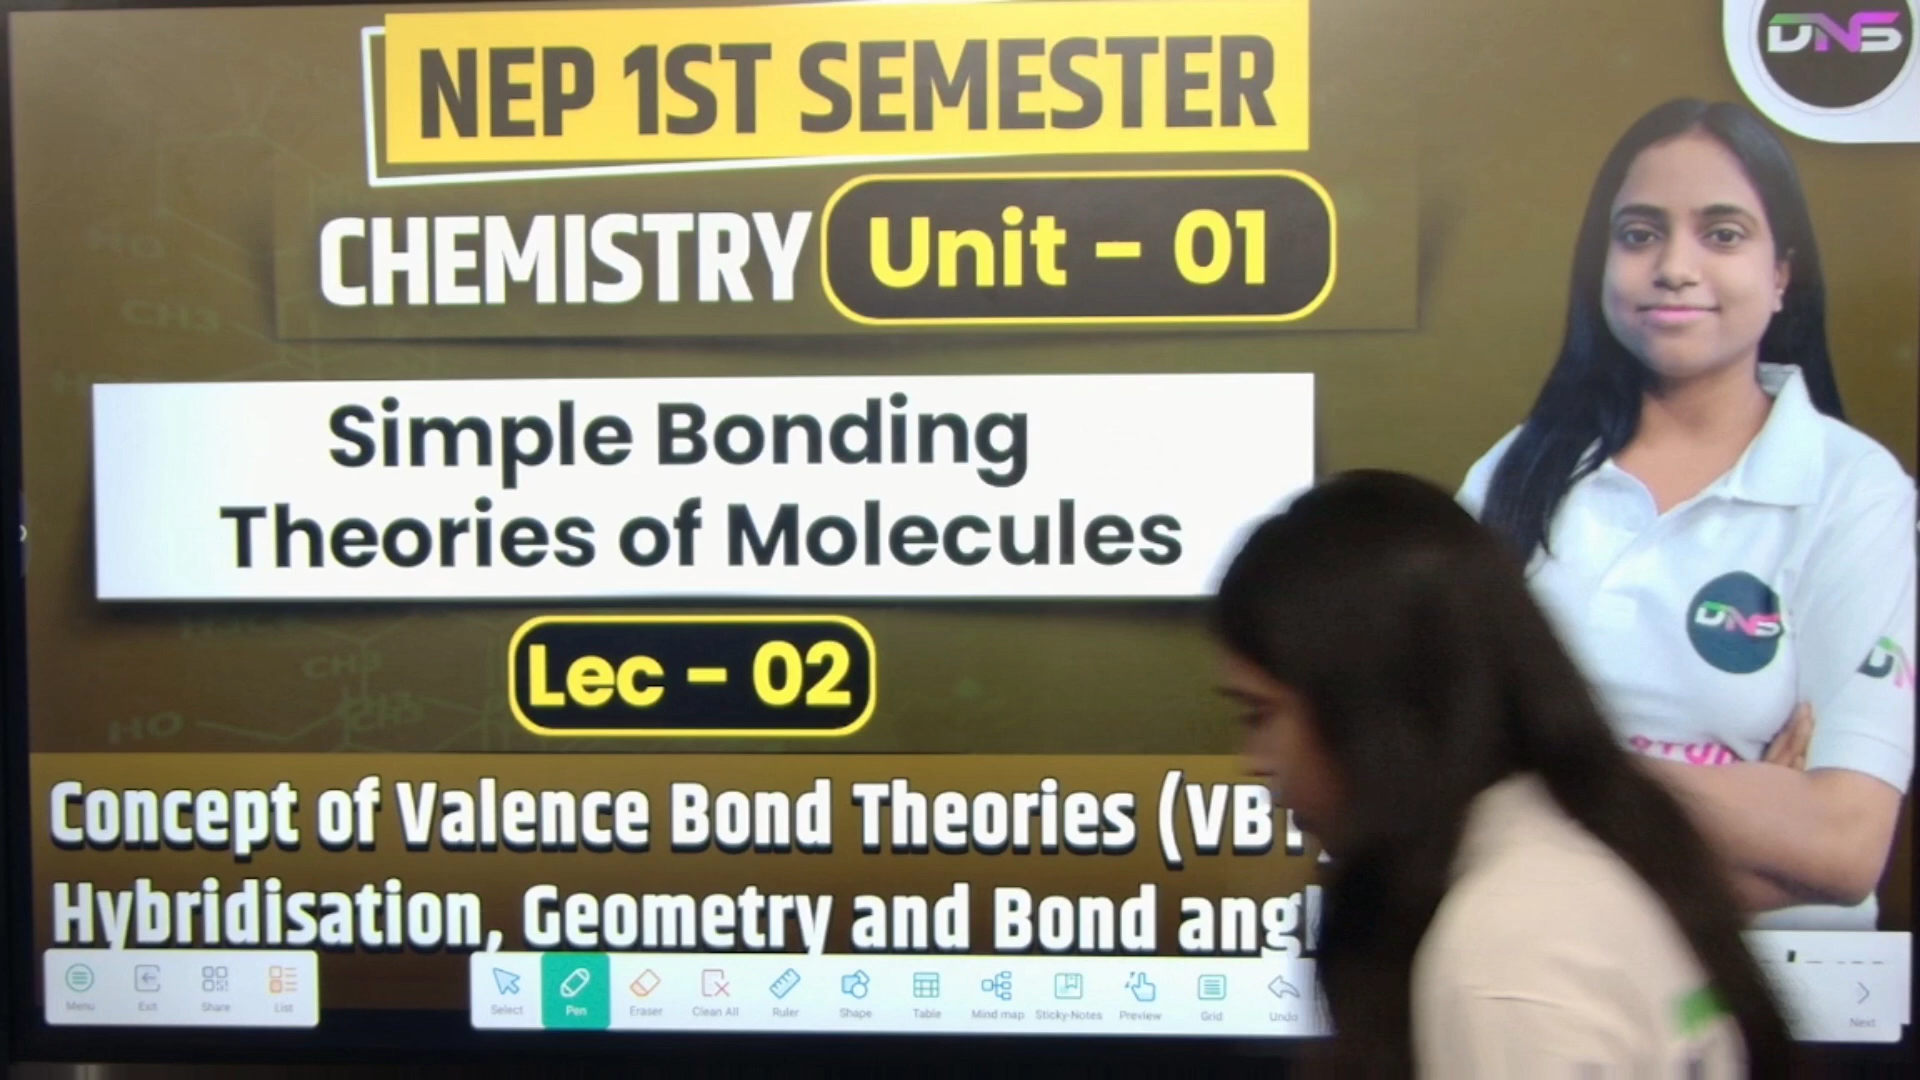 NEP 1ST SEMESTER
DNS
CHEMISTRY Unit - 01
Simple Bonding
Theories of Molecules
Lec - 02
DNS
Concept of Valence Bond Theories
Hybridisation, Geometry and Bond
Menu Exit Share List
Select Pen Eraser Clean All Ruler Shape Table Mind map Sticky-Notes Preview Grid Undo Next